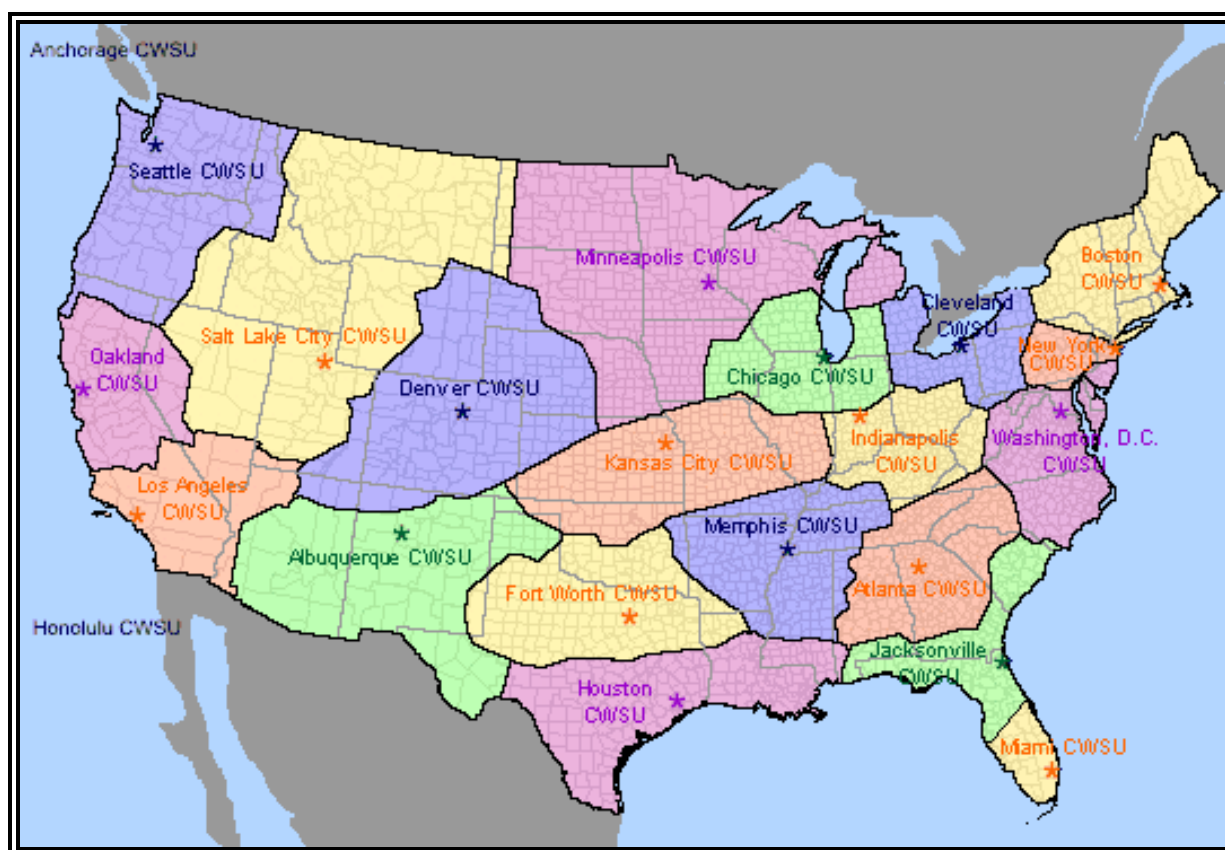 Anchorage CWSU
Seattle CWSU
Minneapolis CWSU
Boston
CWSU
Cleveland
CWSU
Salt Lake City CWSU
New York
CWSU
Oakland
CWSU
Denver CWSU
Chicago CWSU
Indianapolis
CWSU
Washington, D.C.
CWSU
Kansas City CWSU
Los Angeles
CWSU
Memphis CWSU
Albuquerque CWSU
Fort Worth CWSU
Atlanta CWSU
Honolulu CWSU
Jacksonville
CWSU
Houston
CWSU
Miami CWSU